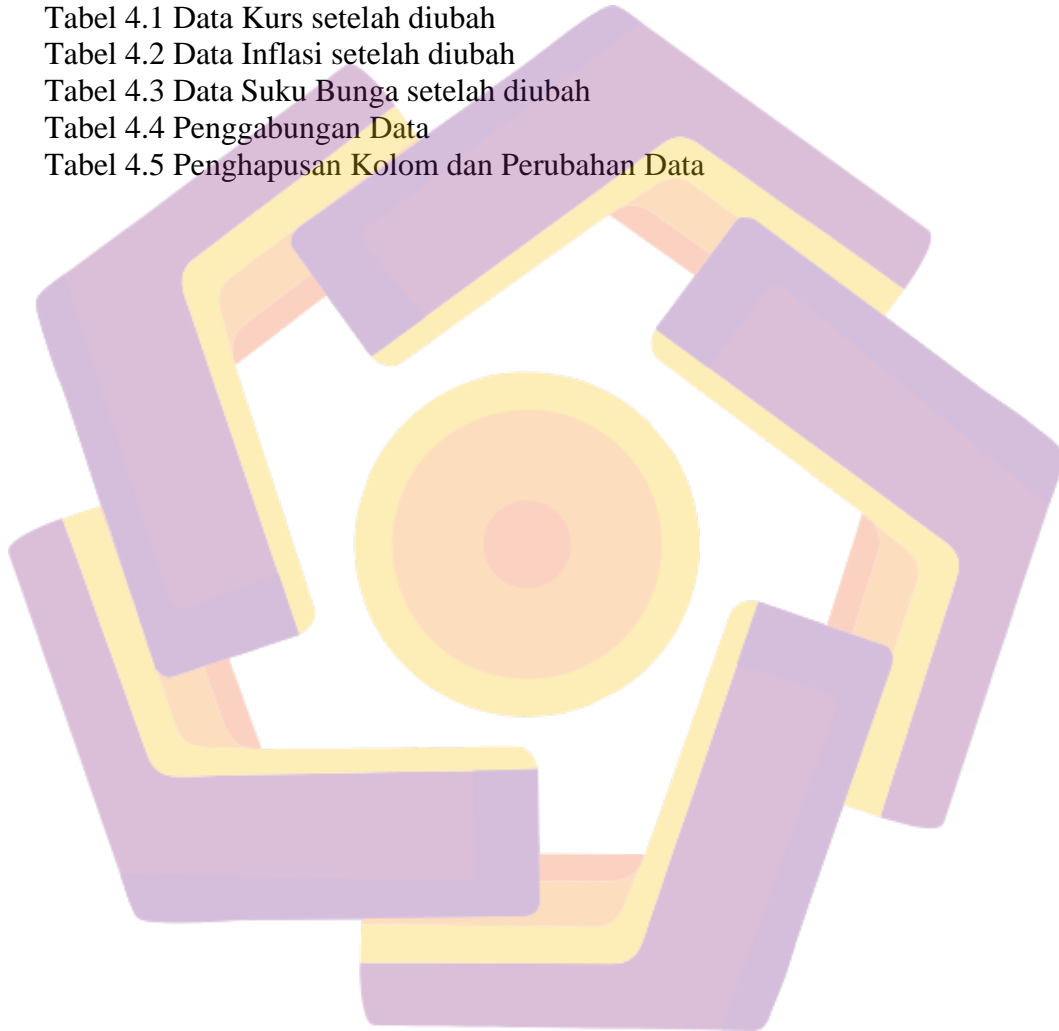 Tabel 4.1 Data Kurs setelah diubah
Tabel 4.2 Data Inflasi setelah diubah
Tabel 4.3 Data Suku Bunga setelah diubah
Tabel 4.4 Penggabungan Data
Tabel 4.5 Penghapusan Kolom dan Perubahan Data